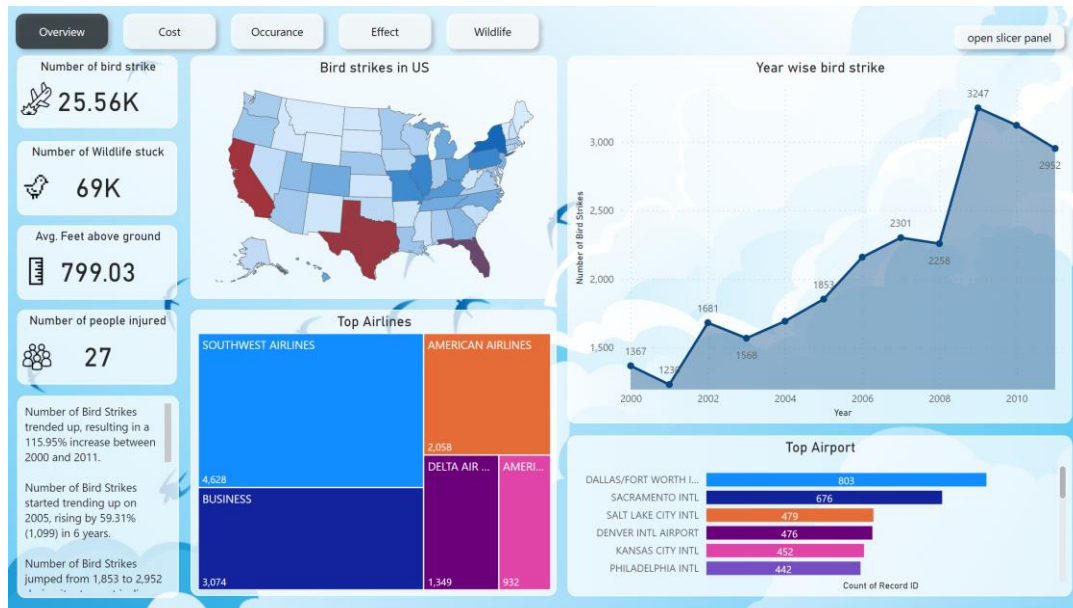 Overview
Cost
Occurance
Effect
Wildlife
open slicer panel
Number of bird strike
25.56K
Number of Wildlife stuck
69K
Avg. Feet above ground
799.03
Number of people injured
27
Number of Bird Strikes
trended up, resulting in a
115.95% increase between
2000 and 2011.
Number of Bird Strikes
started trending up on
2005, rising by 59.31%
(1,099) in 6 years.
Number of Bird Strikes
jumped from 1,853 to 2,952
Bird strikes in US
Top Airlines
SOUTHWEST AIRLINES
4,628
BUSINESS
3,074
AMERICAN AIRLINES
2,058
DELTA AIR ...
1,349
AMERI...
932
Year wise bird strike
Number of Bird Strikes
3,000
2,500
2,000
1,500
1367
1230
1681
1568
1853
2301
2258
3247
2952
2000
2002
2004
2006
2008
2010
Year
Top Airport
DALLAS/FORT WORTH I...
803
SACRAMENTO INTL
676
SALT LAKE CITY INTL
479
DENVER INTL AIRPORT
476
KANSAS CITY INTL
452
PHILADELPHIA INTL
442
Count of Record ID